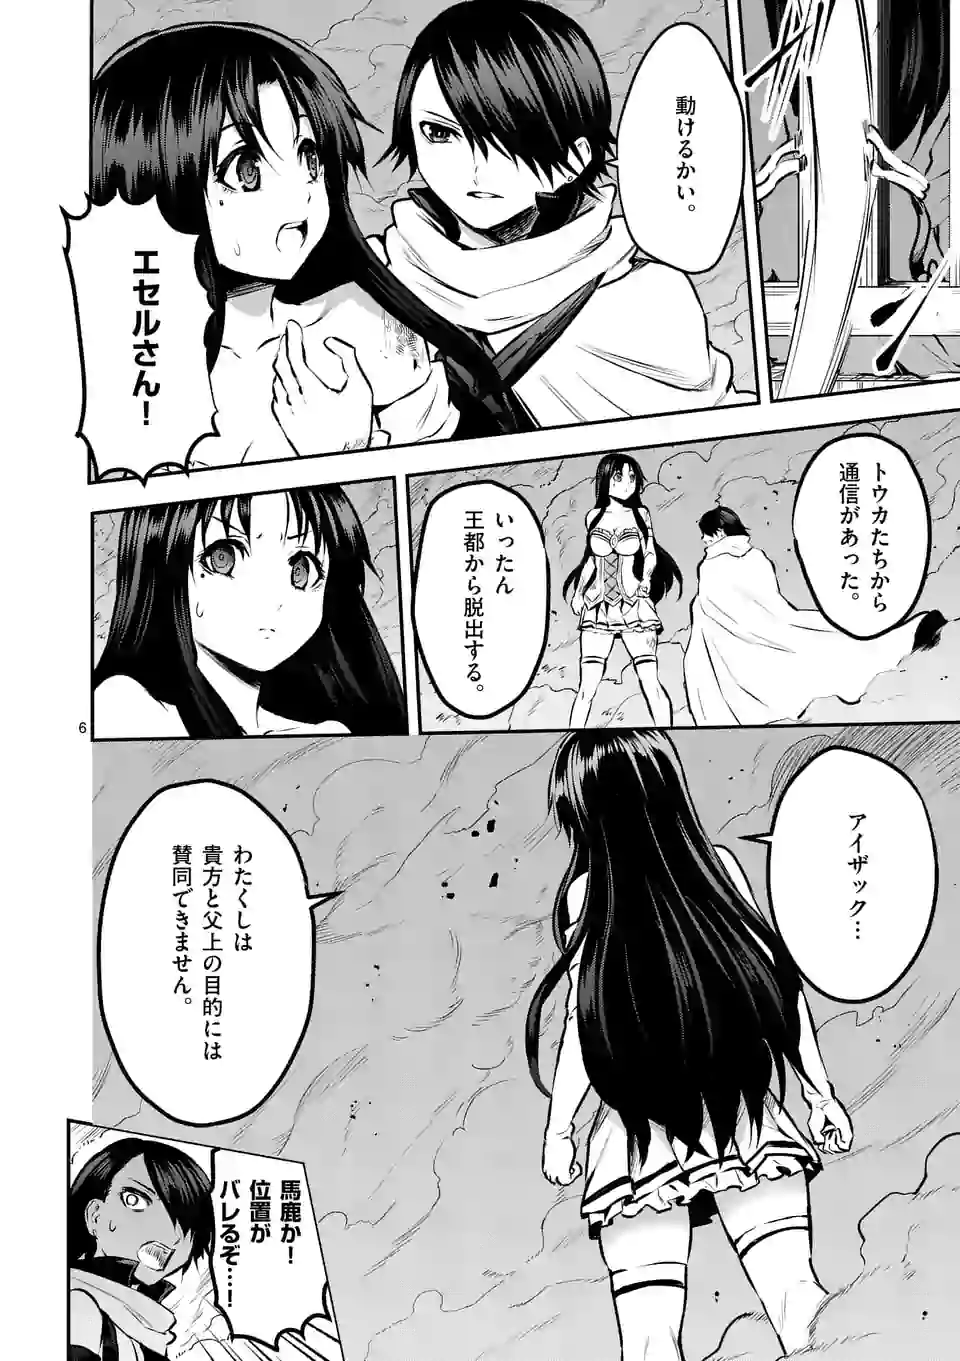 動けるかい。
エセルさん！
トウカたちから
通信があった。
いったん
王都から脱出する。
アイザック…
わたくしは
貴方と父上の目的には
賛同できません。
馬鹿か！
位置が
バレるぞ……！
6